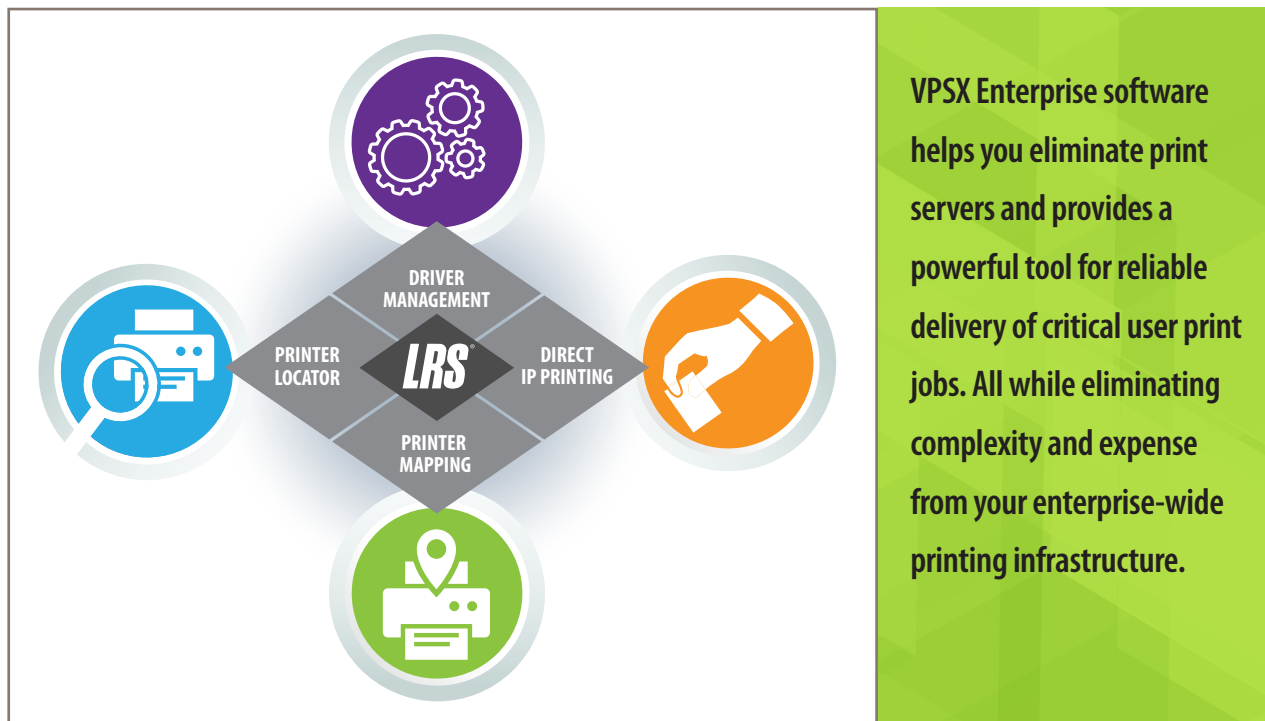 DRIVER
MANAGEMENT
PRINTER
LOCATOR
LRS®
DIRECT
IP PRINTING
PRINTER
MAPPING
VPSX Enterprise software
helps you eliminate print
servers and provides a
powerful tool for reliable
delivery of critical user print
jobs. All while eliminating
complexity and expense
from your enterprise-wide
printing infrastructure.